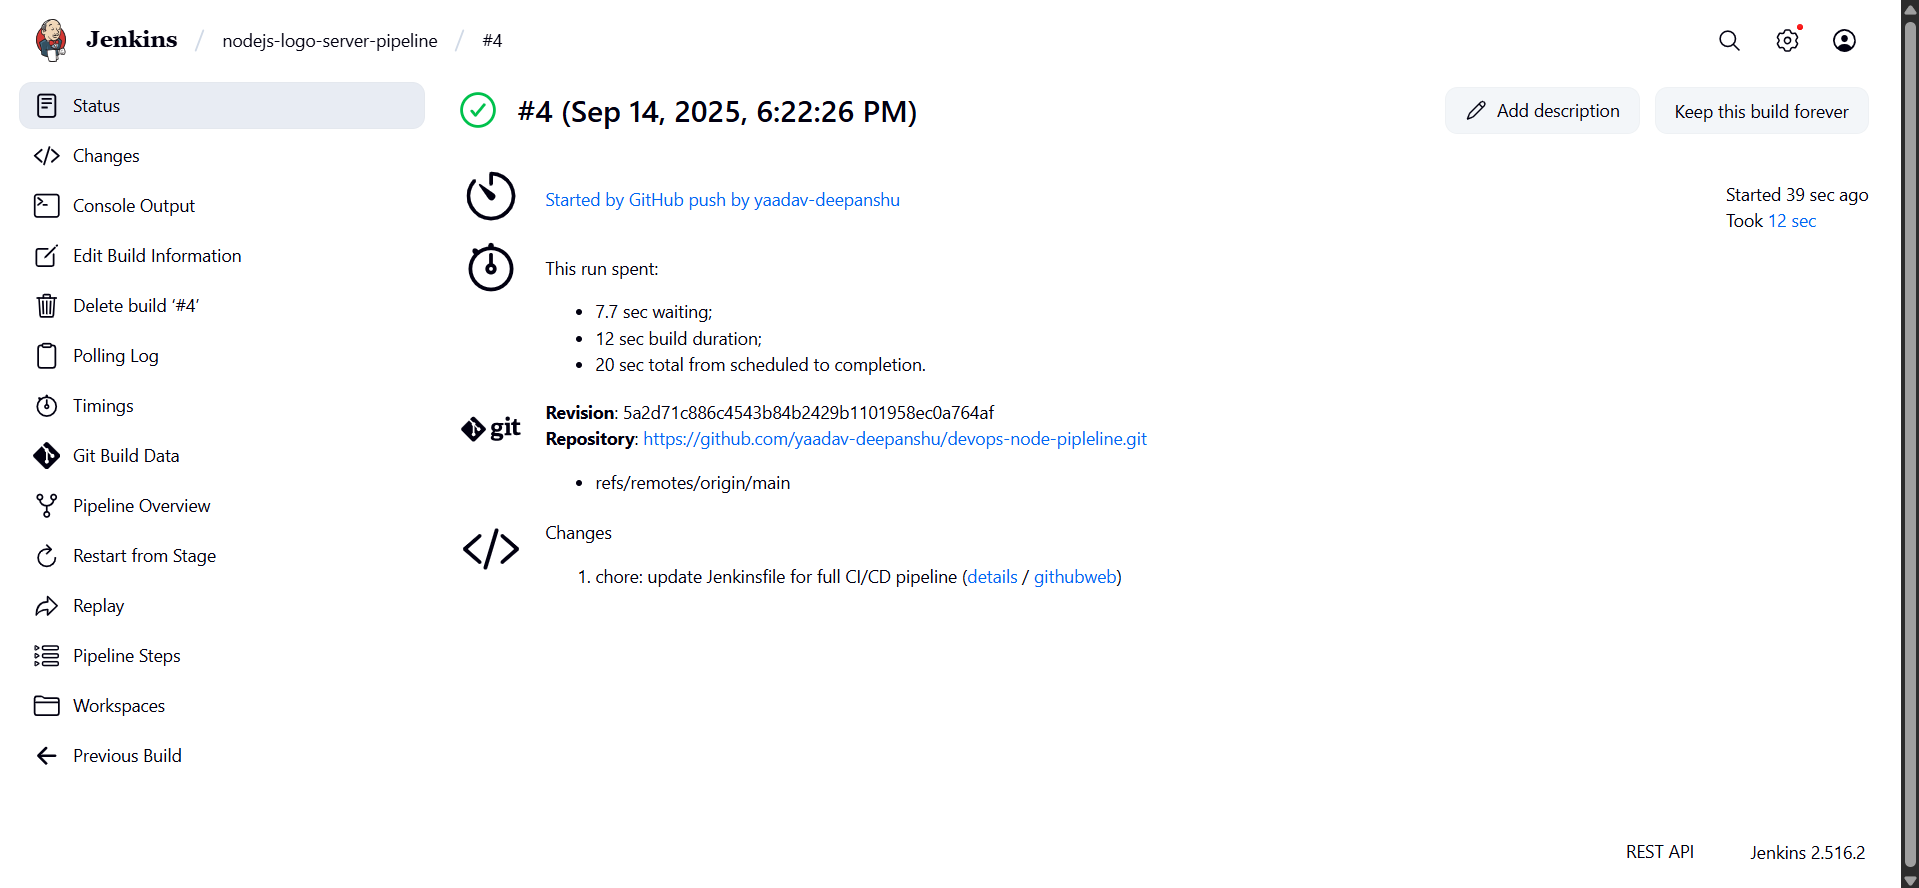 Jenkins / nodejs-logo-server-pipeline / #4
Status
Changes
Console Output
Edit Build Information
Delete build ‘#4’
Polling Log
Timings
Git Build Data
Pipeline Overview
Restart from Stage
Replay
Pipeline Steps
Workspaces
Previous Build
#4 (Sep 14, 2025, 6:22:26 PM)
Add description
Keep this build forever
Started by GitHub push by yaadav-deepanshu
Started 39 sec ago
Took 12 sec
This run spent:
• 7.7 sec waiting;
• 12 sec build duration;
• 20 sec total from scheduled to completion.
git
Revision: 5a2d71c886c4543b84b2429b1101958ec0a764af
Repository: https://github.com/yaadav-deepanshu/devops-node-pipleline.git
• refs/remotes/origin/main
Changes
1. chore: update Jenkinsfile for full CI/CD pipeline (details / githubweb)
REST API
Jenkins 2.516.2